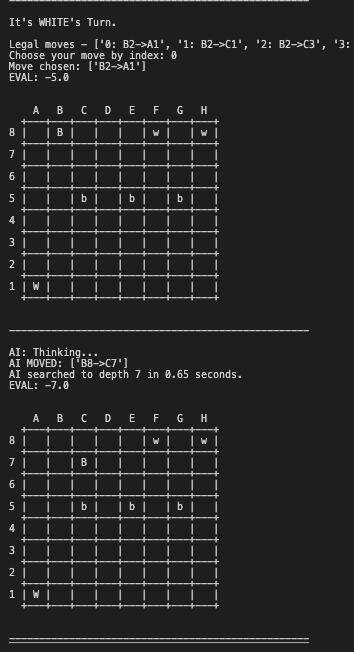 It's WHITE's Turn.
Legal moves - ['0: B2->A1', '1: B2->C1', '2: B2->C3', '3:
Choose your move by index: 0
Move chosen: ['B2->A1']
EVAL: -5.0
A B C D E F G H
8 | | B | | | | w | | w |
7 | | | | | | | | |
6 | | | | | | | | |
5 | | | b | | b | | b | |
4 | | | | | | | | |
3 | | | | | | | | |
2 | | | | | | | | |
1 | W | | | | | | | |
AI: Thinking...
AI MOVED: ['B8->C7']
AI searched to depth 7 in 0.65 seconds.
EVAL: -7.0
A B C D E F G H
8 | | | | | | w | | w |
7 | | | B | | | | | |
6 | | | | | | | | |
5 | | | b | | b | | b | |
4 | | | | | | | | |
3 | | | | | | | | |
2 | | | | | | | | |
1 | W | | | | | | | |